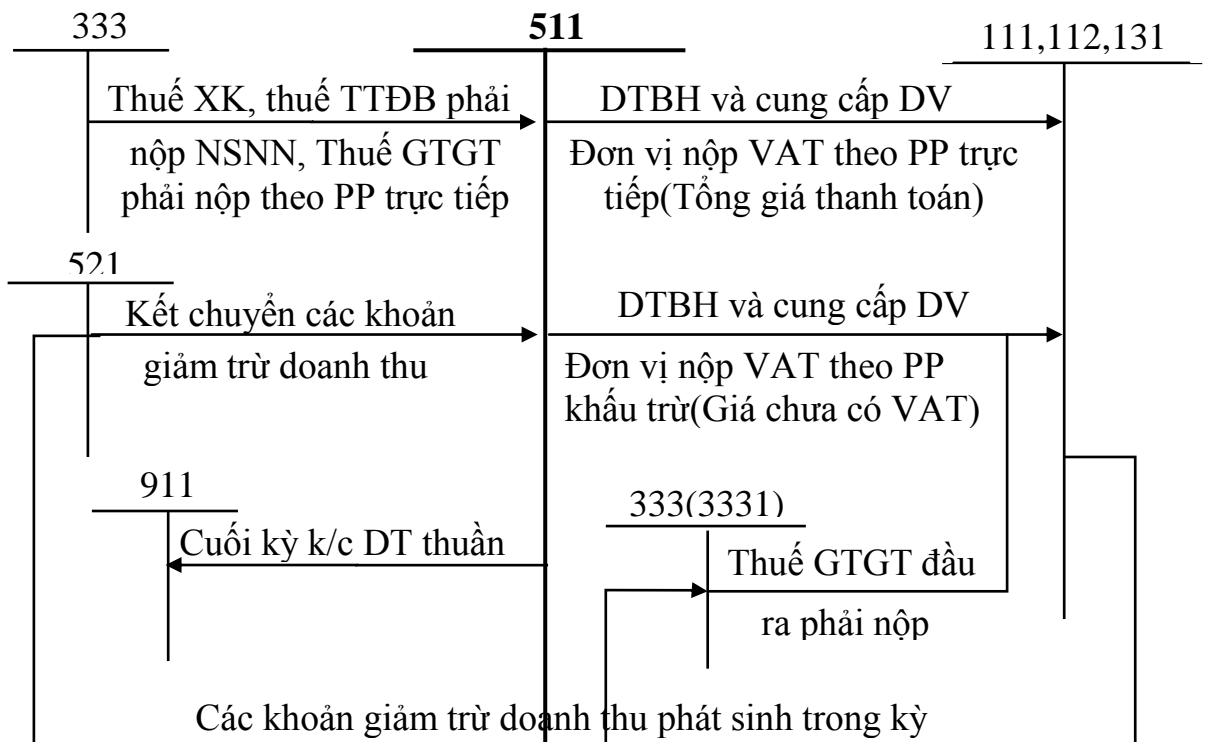 333
511
111,112,131
Thuế XK, thuế TTĐB phải
nộp NSNN, Thuế GTGT
phải nộp theo PP trực tiếp
DTBH và cung cấp DV
Đơn vị nộp VAT theo PP trực
tiếp(Tổng giá thanh toán)
521
Kết chuyển các khoản
giảm trừ doanh thu
DTBH và cung cấp DV
Đơn vị nộp VAT theo PP
khấu trừ(Giá chưa có VAT)
911
Cuối kỳ k/c DT thuần
333(3331)
Thuế GTGT đầu
ra phải nộp
Các khoản giảm trừ doanh thu phát sinh trong kỳ